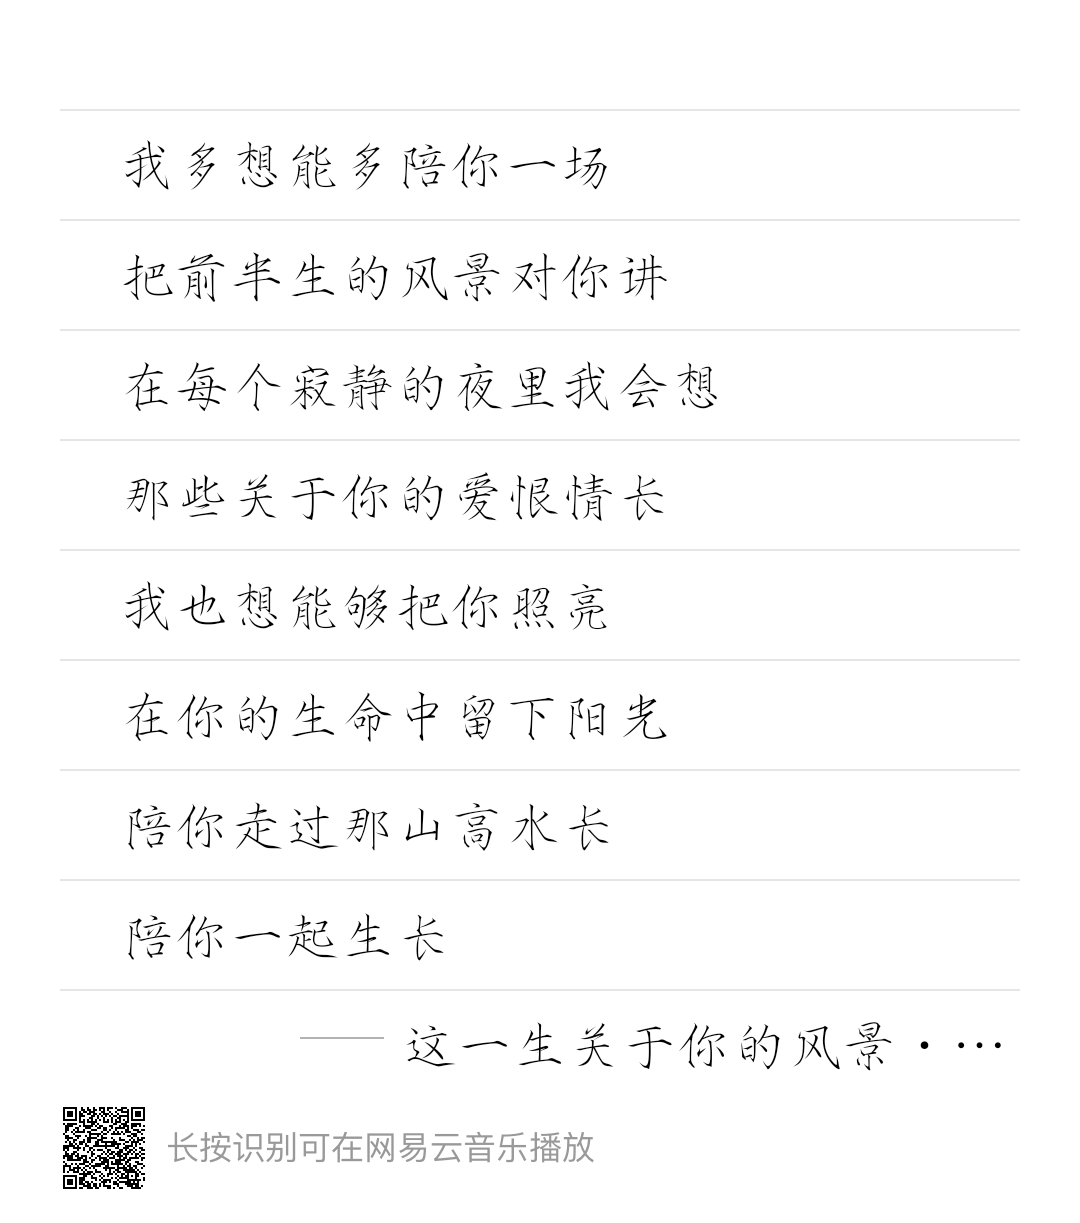 我多想能多陪你一场
把前半生的风景对你讲
在每个寂静的夜里我会想
那些关于你的爱恨情长
我也想能够把你照亮
在你的生命中留下阳光
陪你走过那山高水长
陪你一起生长
—— 这一生关于你的风景·…
长按识别可在网易云音乐播放